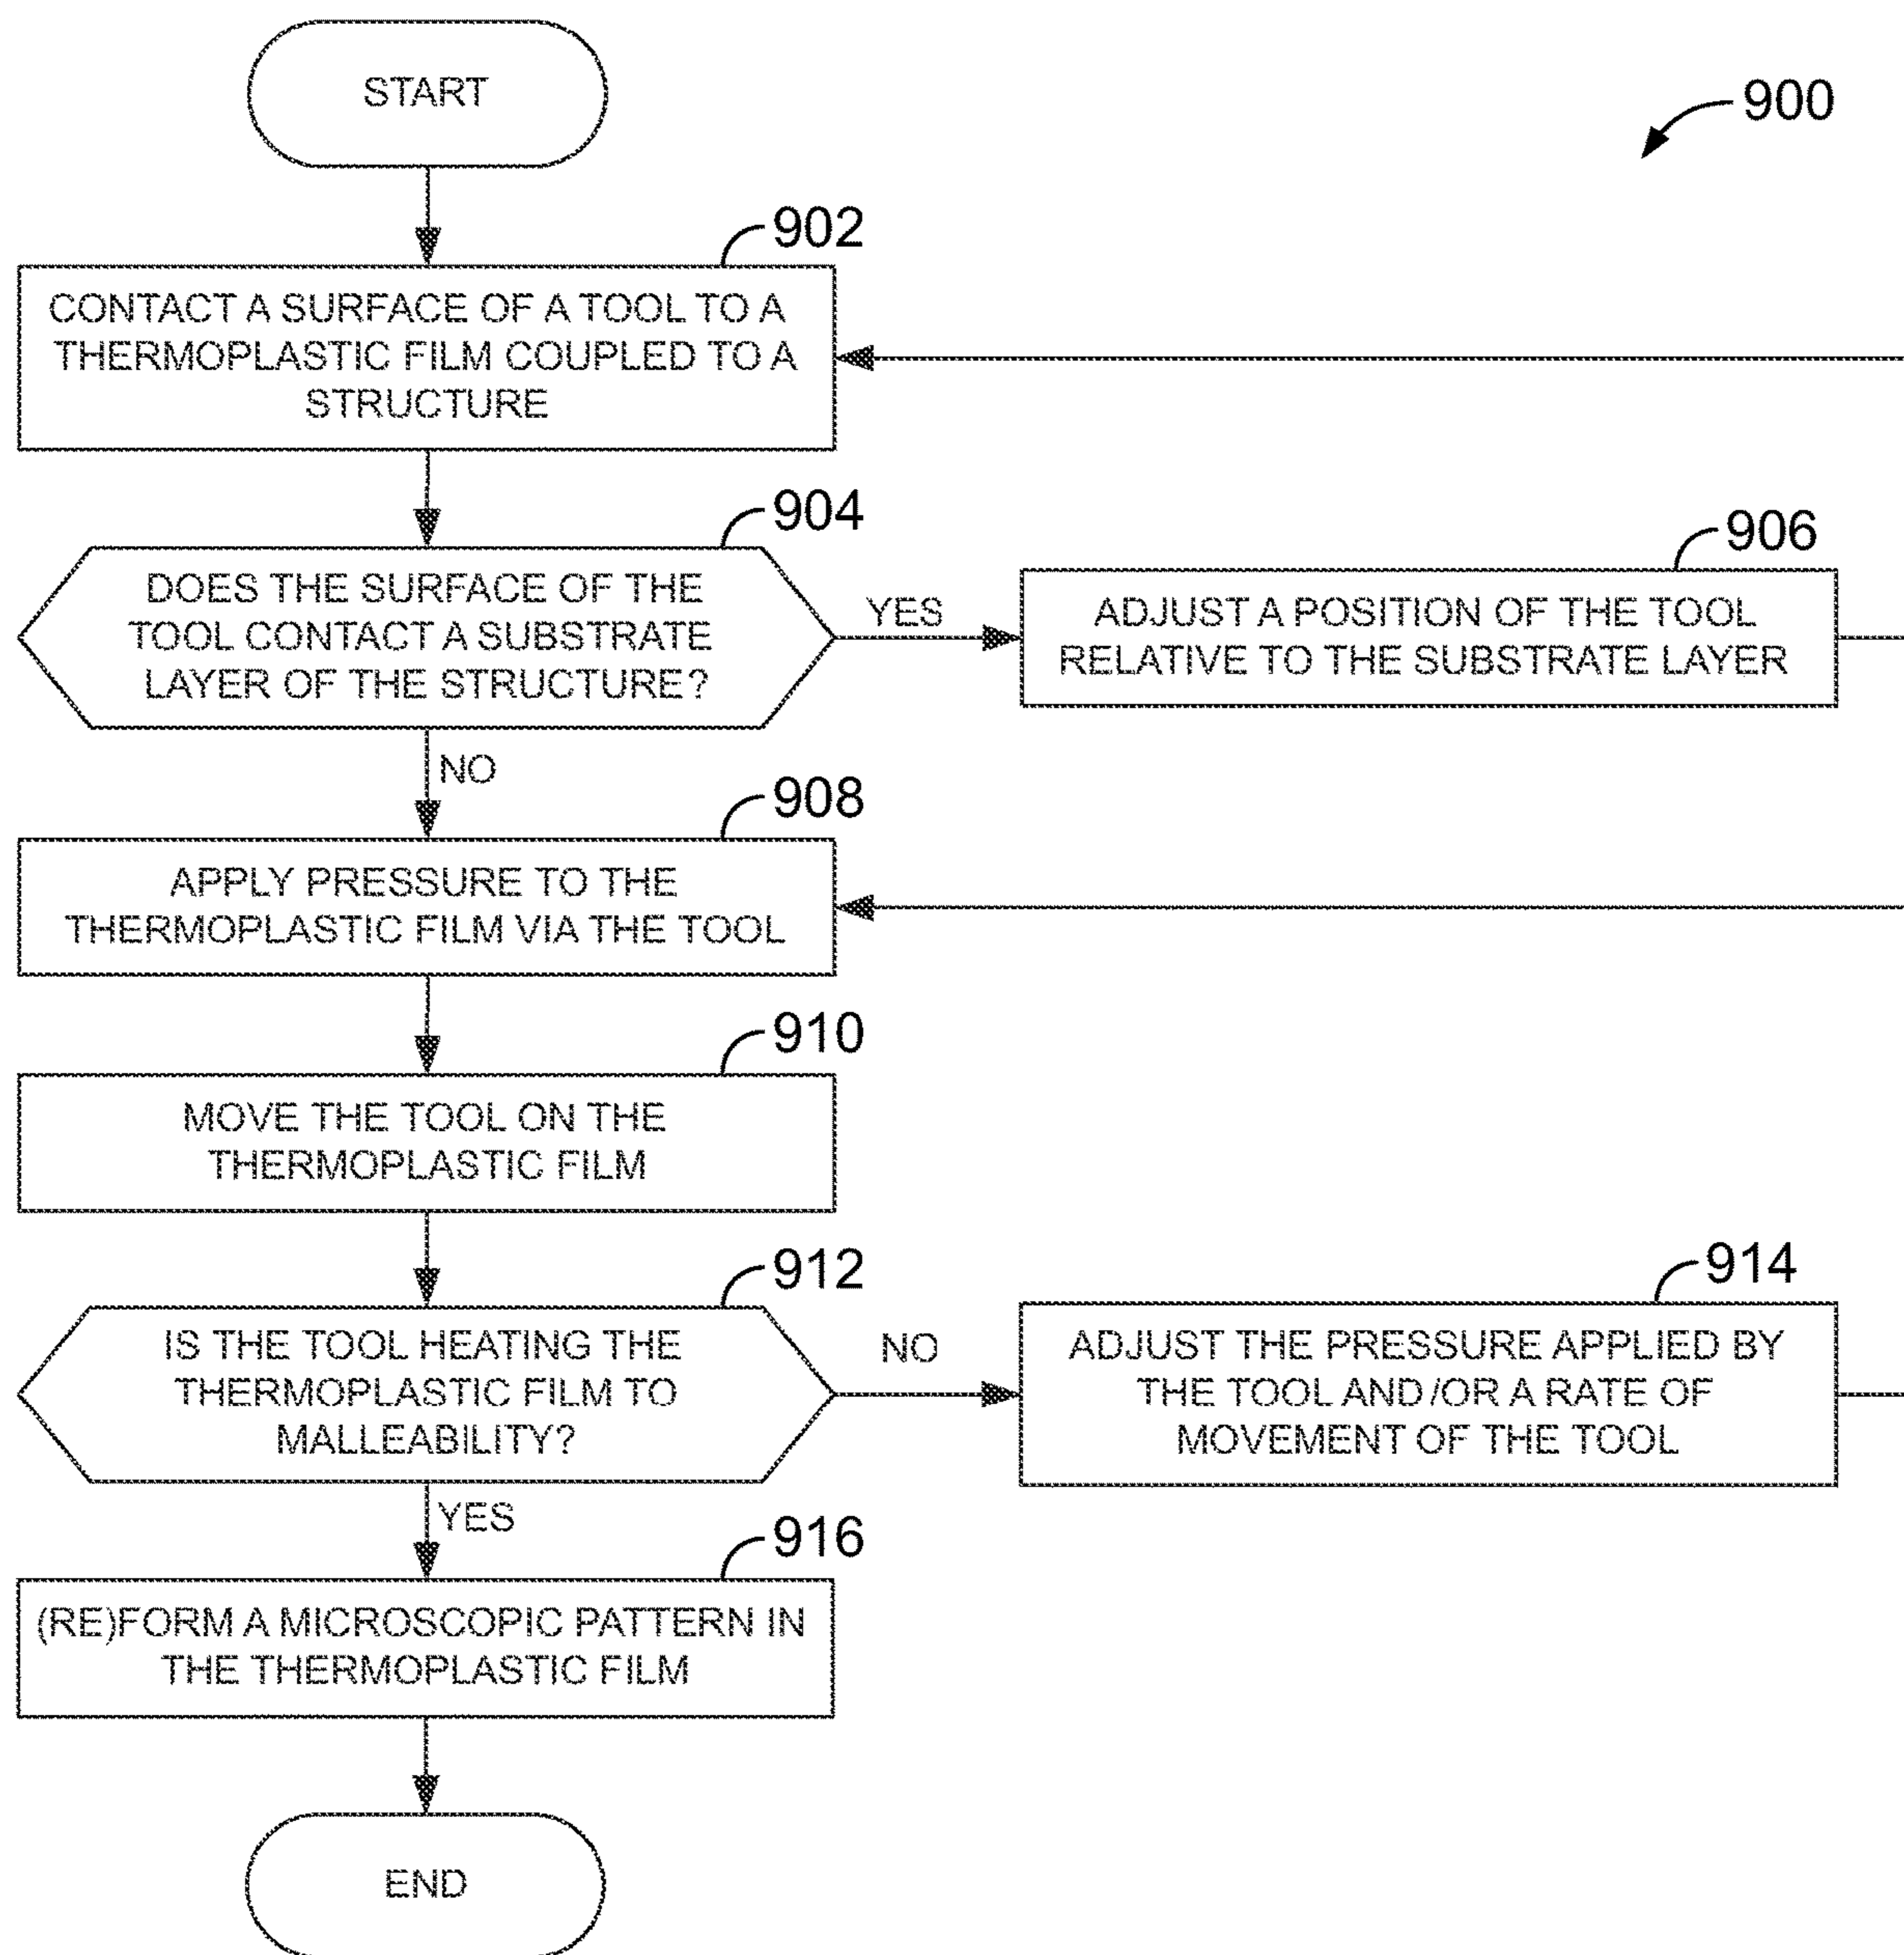 START
900
902
CONTACT A SURFACE OF A TOOL TO A
THERMOPLASTIC FILM COUPLED TO A
STRUCTURE
904
DOES THE SURFACE OF THE
TOOL CONTACT A SUBSTRATE
LAYER OF THE STRUCTURE?
YES
906
ADJUST A POSITION OF THE TOOL
RELATIVE TO THE SUBSTRATE LAYER
NO
908
APPLY PRESSURE TO THE
THERMOPLASTIC FILM VIA THE TOOL
910
MOVE THE TOOL ON THE
THERMOPLASTIC FILM
912
IS THE TOOL HEATING THE
THERMOPLASTIC FILM TO
MALLEABILITY?
NO
914
ADJUST THE PRESSURE APPLIED BY
THE TOOL AND/OR A RATE OF
MOVEMENT OF THE TOOL
YES
916
(RE)FORM A MICROSCOPIC PATTERN IN
THE THERMOPLASTIC FILM
END